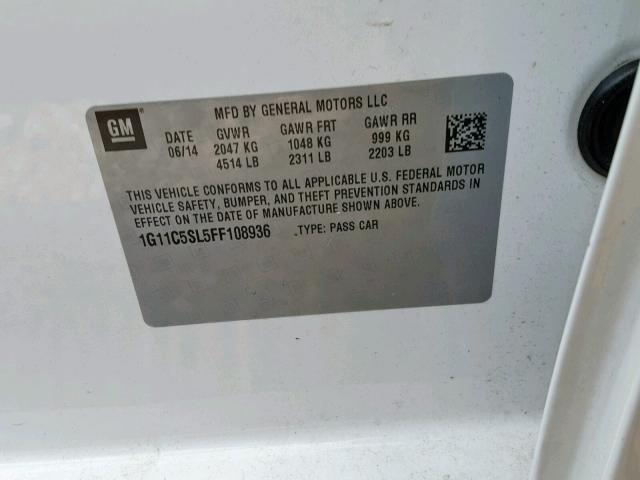 GM
MFD BY GENERAL MOTORS LLC
DATE GVWR GAWR FRT GAWR RR
06/14 2047 KG 1048 KG 999 KG
4514 LB 2311 LB 2203 LB
THIS VEHICLE CONFORMS TO ALL APPLICABLE U.S. FEDERAL MOTOR
VEHICLE SAFETY, BUMPER, AND THEFT PREVENTION STANDARDS IN
EFFECT ON THE DATE OF MANUFACTURE SHOWN ABOVE.
1G11C5SL5FF108936 TYPE: PASS CAR